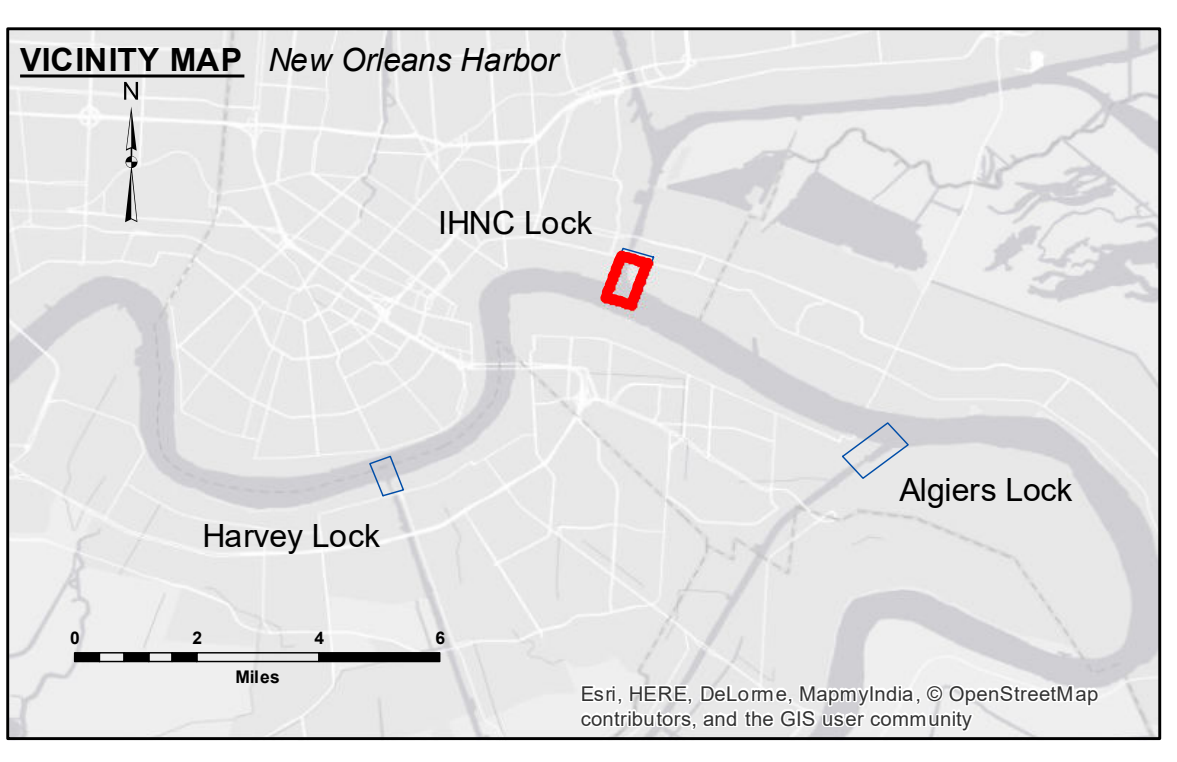 VICINITY MAP New Orleans Harbor
N
IHNC Lock
Algiers Lock
Harvey Lock
0 2 4 6
Miles
Esri, HERE, DeLorme, MapmyIndia, © OpenStreetMap
contributors, and the GIS user community